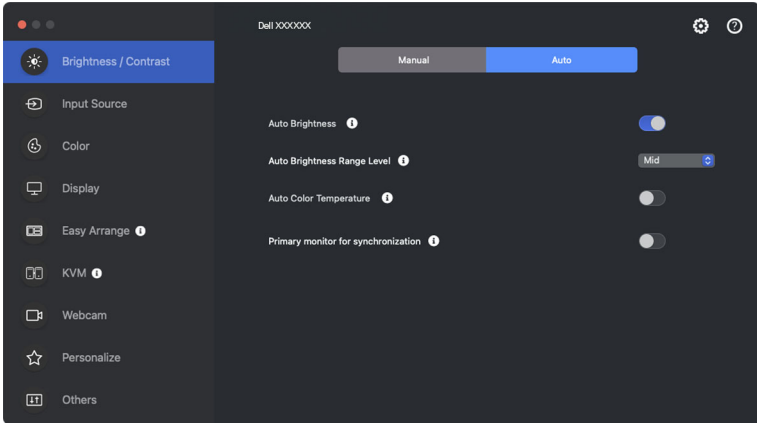 Dell XXXXXX
Manual
Auto
Brightness / Contrast
Input Source
Color
Display
Easy Arrange
KVM
Webcam
Personalize
Others
Auto Brightness
Auto Brightness Range Level
Mid
Auto Color Temperature
Primary monitor for synchronization